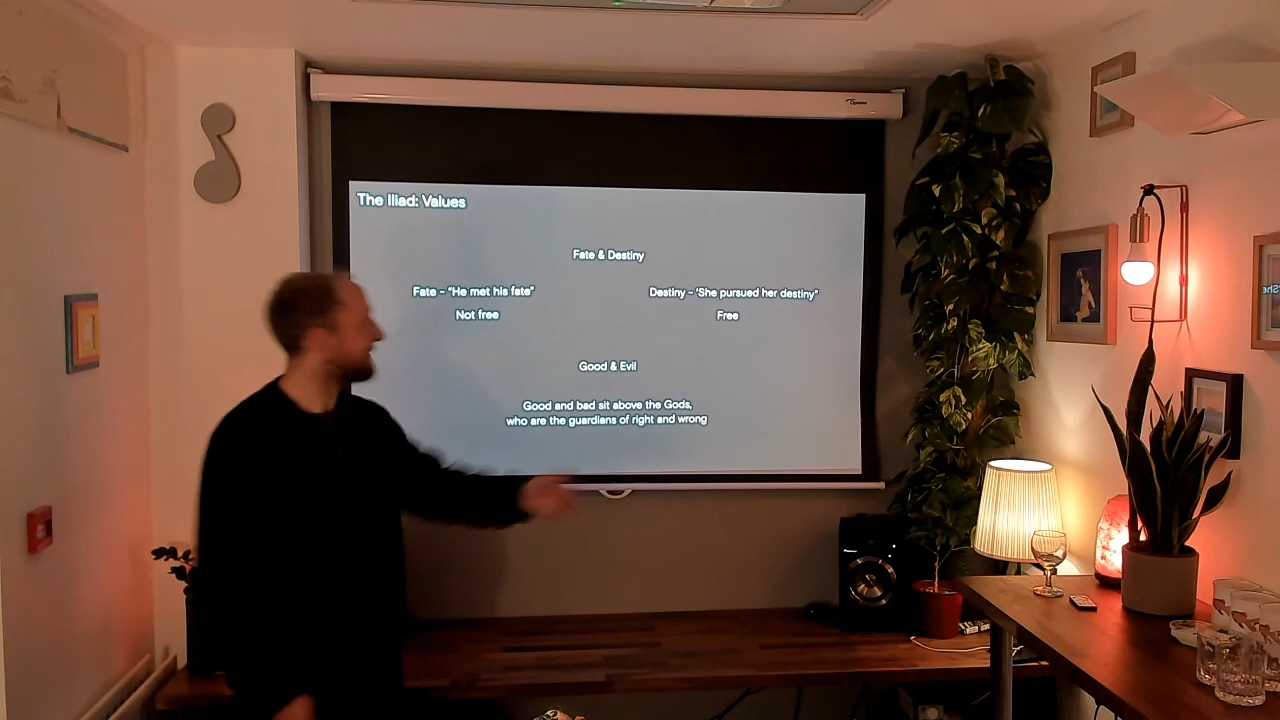 Optoma
The Iliad: Values
Fate & Destiny
Fate - "He met his fate"
Destiny - 'She pursued her destiny"
Not free
Free
Good & Evil
Good and bad sit above the Gods,
who are the guardians of right and wrong